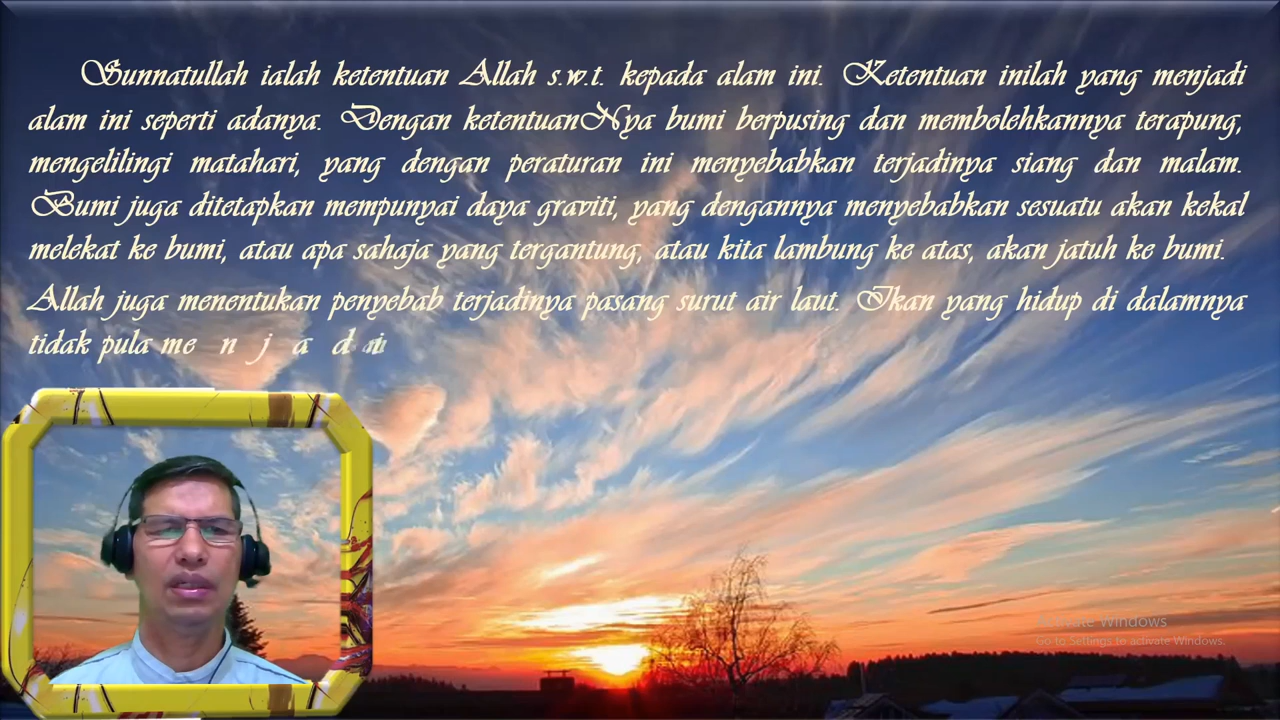 Sunnatullah ialah ketentuan Allah s.w.t. kepada alam ini. Ketentuan inilah yang menjadi
alam ini seperti adanya. Dengan ketentuanNya bumi berpusing dan membolehkannya terapung,
mengelilingi matahari, yang dengan peraturan ini menyebabkan terjadinya siang dan malam.
Bumi juga ditetapkan mempunyai daya graviti, yang dengannya menyebabkan sesuatu akan kekal
melekat ke bumi, atau apa sahaja yang tergantung, atau kita lambung ke atas, akan jatuh ke bumi.
Allah juga menentukan penyebab terjadinya pasang surut air laut. Ikan yang hidup di dalamnya
tidak pula menjadi
Activate Windows
Go to Settings to activate Windows.